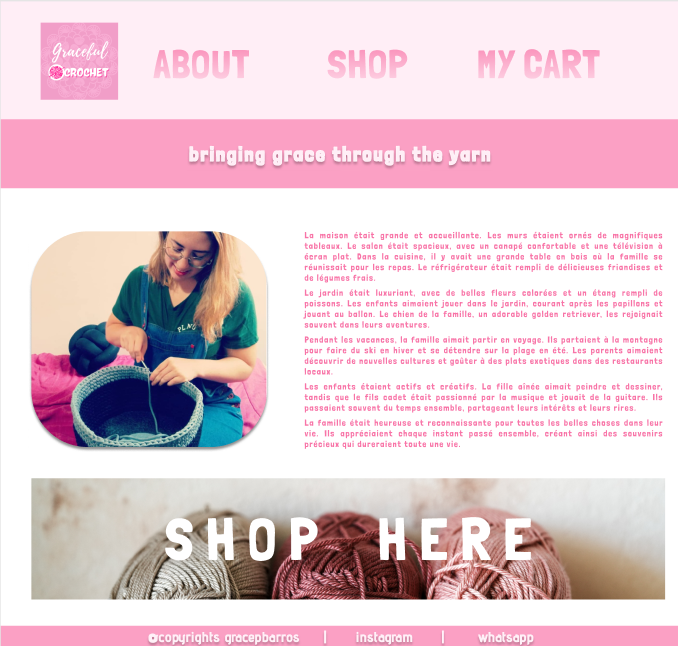 Graceful
CROCHET
ABOUT SHOP MY CART
bringing grace through the yarn
La maison était grande et accueillante. Les murs étaient ornés de magnifiques
tableaux. Le salon était spacieux, avec un canapé confortable et une télévision à
écran plat. Dans la cuisine, il y avait une grande table en bois où la famille se
réunissait pour les repas. Le réfrigérateur était rempli de délicieuses friandises et
de légumes frais.
Le jardin était luxuriant, avec de belles fleurs colorées et un étang rempli de
poissons. Les enfants aimaient jouer dans le jardin, courant après les papillons et
jouant au ballon. Le chien de la famille, un adorable golden retriever, les rejoignait
souvent dans leurs aventures.
Pendant les vacances, la famille aimait partir en voyage. Ils partaient à la montagne
pour faire du ski en hiver et se détendre sur la plage en été. Les parents aimaient
découvrir de nouvelles cultures et goûter à des plats exotiques dans des restaurants
locaux.
Les enfants étaient actifs et créatifs. La fille aînée aimait peindre et dessiner,
tandis que le fils cadet était passionné par la musique et jouait de la guitare. Ils
passaient souvent du temps ensemble, partageant leurs intérêts et leurs rires.
La famille était heureuse et reconnaissante pour toutes les belles choses dans leur
vie. Ils appréciaient chaque instant passé ensemble, créant ainsi des souvenirs
précieux qui dureraient toute une vie.
SHOP HERE
©copyrights gracepbarros | instagram | whatsapp